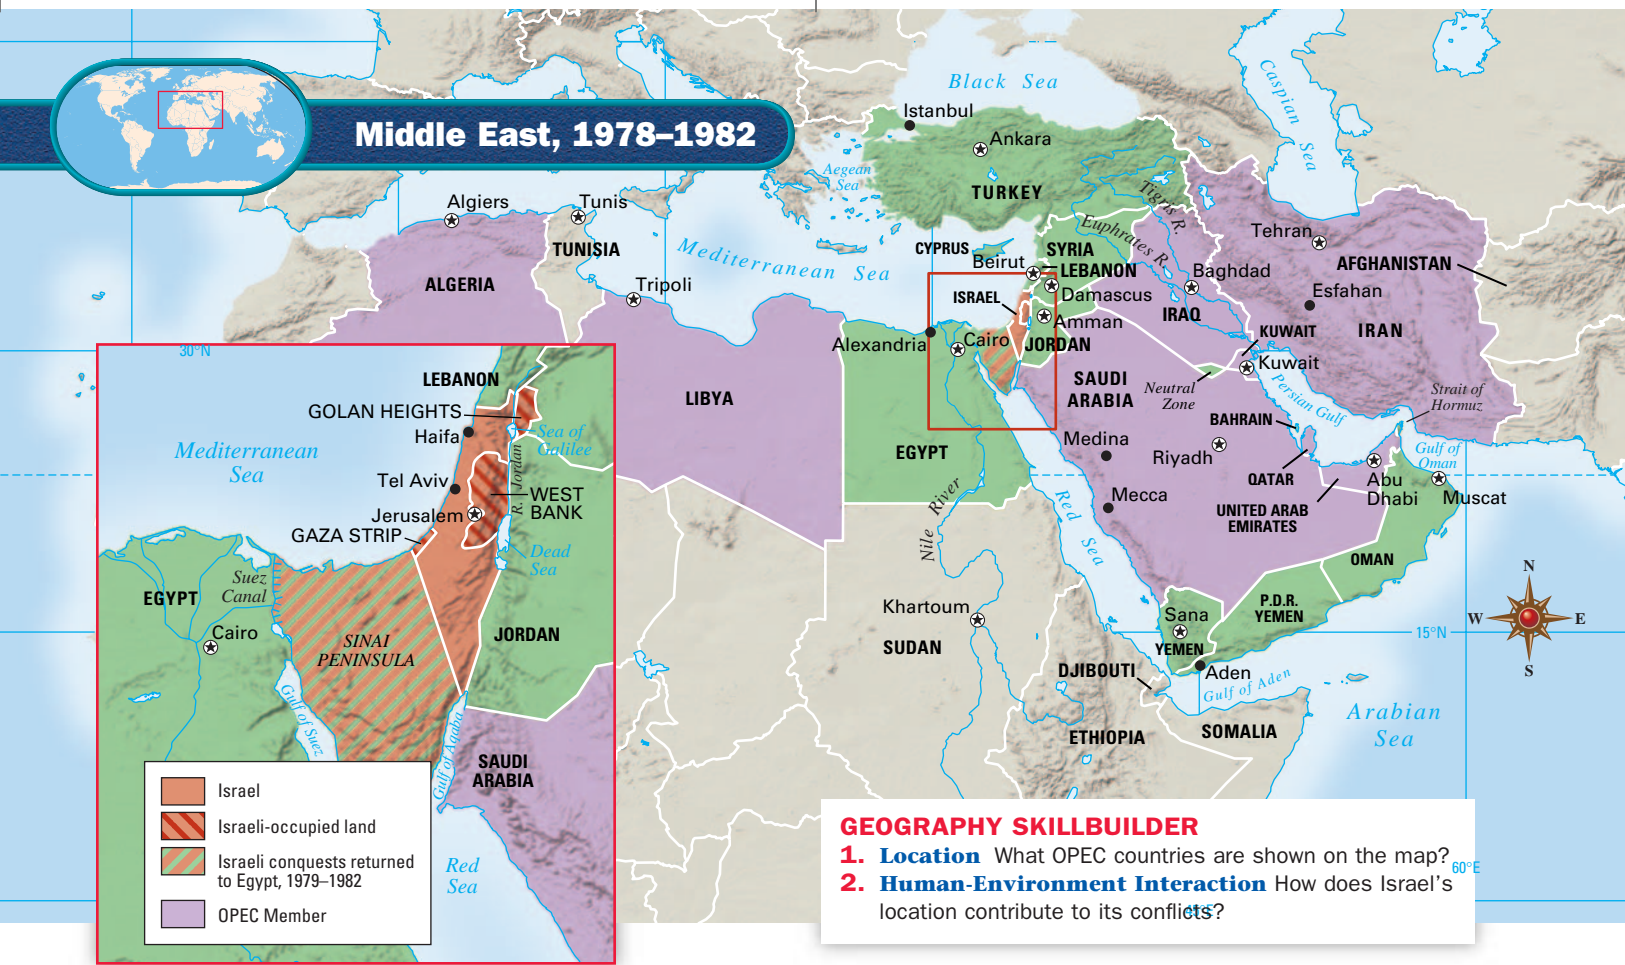 Middle East, 1978–1982
Black Sea
Caspian Sea
Istanbul
Ankara
TURKEY
Aegean
Sea
Tigris R.
Euphrates R.
Algiers
Tunis
TUNISIA
ALGERIA
Tripoli
Mediterranean Sea
CYPRUS
SYRIA
Beirut
LEBANON
Damascus
ISRAEL
Amman
JORDAN
Baghdad
IRAQ
Tehran
AFGHANISTAN
Esfahan
IRAN
KUWAIT
Kuwait
Alexandria
Cairo
LIBYA
EGYPT
SAUDI
ARABIA
Neutral
Zone
Persian Gulf
Strait of
Hormuz
BAHRAIN
Medina
Riyadh
QATAR
Gulf of
Oman
Abu
Dhabi
Muscat
Mecca
UNITED ARAB
EMIRATES
Nile River
Red Sea
OMAN
Khartoum
SUDAN
Sana
YEMEN
P.D.R.
YEMEN
Aden
Gulf of Aden
DJIBOUTI
ETHIOPIA
SOMALIA
Arabian
Sea
N
W
E
S
15°N
30°N
60°E
45°E
LEBANON
GOLAN HEIGHTS
Haifa
Sea of
Galilee
Mediterranean
Sea
Tel Aviv
R. Jordan
WEST
BANK
Jerusalem
GAZA STRIP
Dead
Sea
Suez
Canal
EGYPT
Cairo
SINAI
PENINSULA
JORDAN
Gulf of Suez
Gulf of Aqaba
SAUDI
ARABIA
Red
Sea
Israel
Israeli-occupied land
Israeli conquests returned
to Egypt, 1979–1982
OPEC Member
GEOGRAPHY SKILLBUILDER
1. Location What OPEC countries are shown on the map?
2. Human-Environment Interaction How does Israel’s
location contribute to its conflicts?